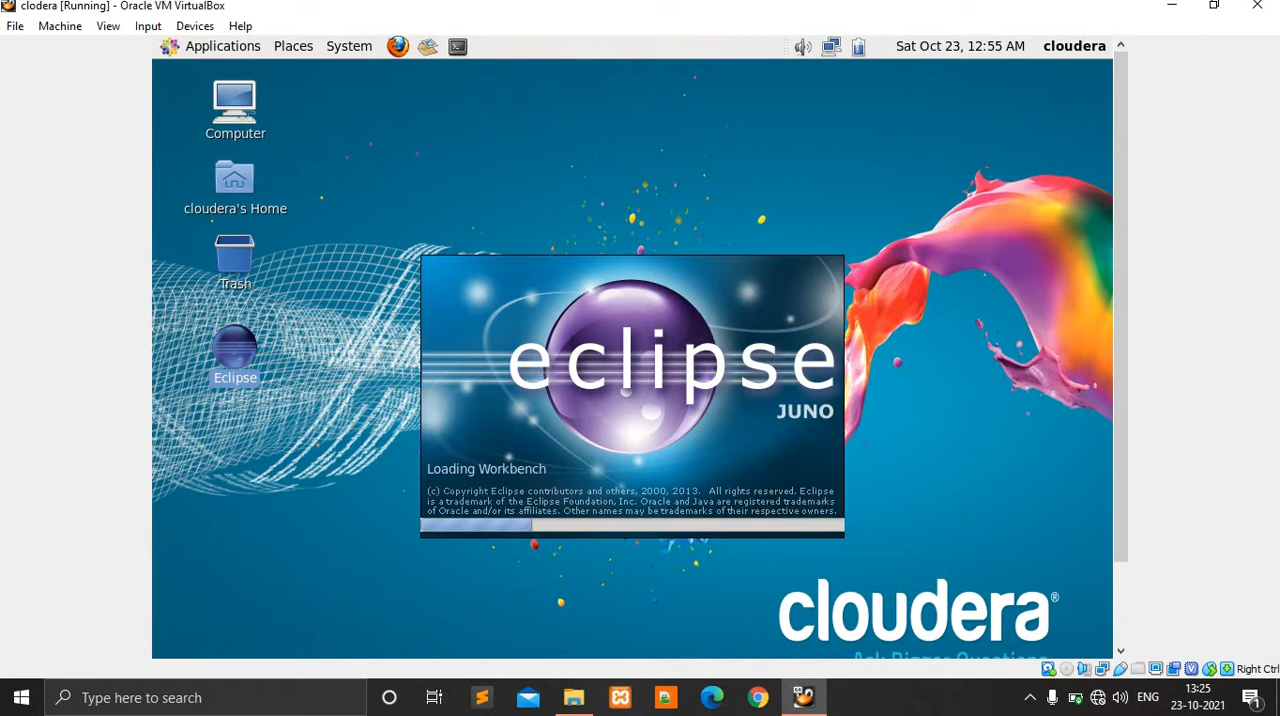 clodera [Running] - Oracle VM VirtualBox
File Machine View Input Devices Help
Applications Places System Sat Oct 23, 12:55 AM cloudera
Computer
cloudera's Home
Trash
Eclipse
eclipse
JUNO
Loading Workbench
(c) Copyright Eclipse contributors and others, 2000, 2013. All rights reserved. Eclipse
is a trademark of the Eclipse Foundation, Inc. Oracle and Java are registered trademarks
of Oracle and/or its affiliates. Other names may be trademarks of their respective owners.
cloudera®
Ask Bigger Questions
Right Ctrl
Type here to search
ENG
13:25
23-10-2021
1